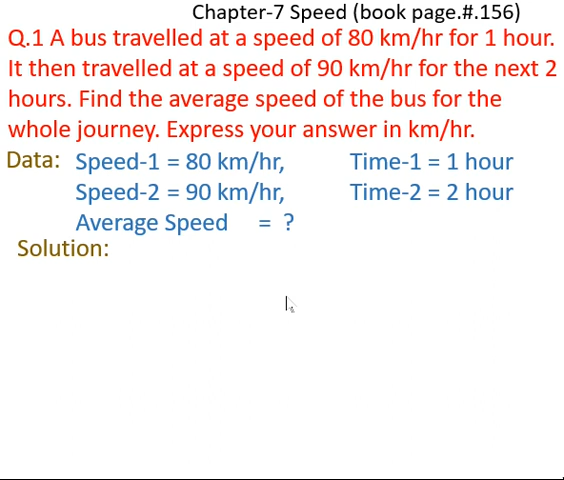 Chapter-7 Speed (book page.#.156)
Q.1 A bus travelled at a speed of 80 km/hr for 1 hour.
It then travelled at a speed of 90 km/hr for the next 2
hours. Find the average speed of the bus for the
whole journey. Express your answer in km/hr.
Data: Speed-1 = 80 km/hr, Time-1 = 1 hour
Speed-2 = 90 km/hr, Time-2 = 2 hour
Average Speed = ?
Solution: